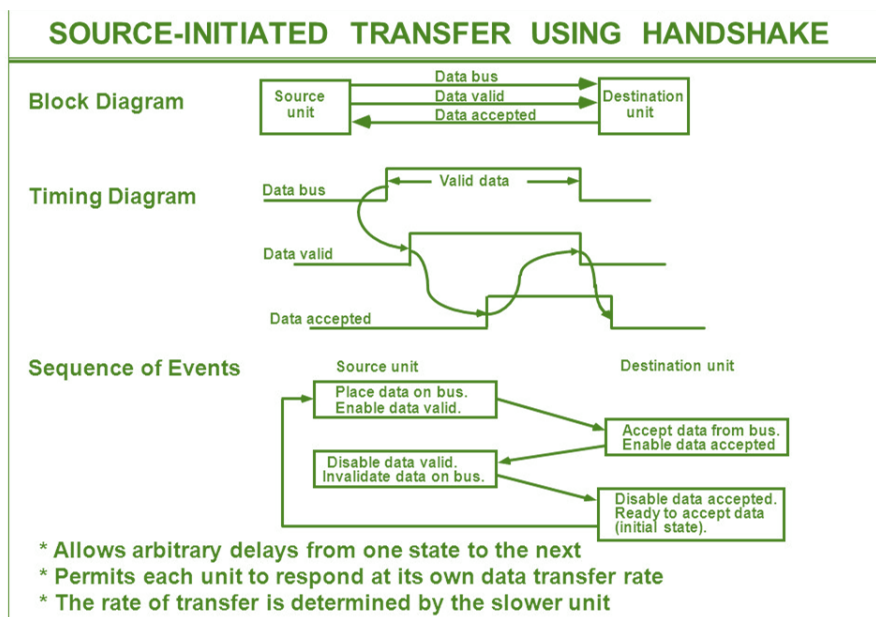 SOURCE-INITIATED TRANSFER USING HANDSHAKE
Block Diagram
Source
unit
Data bus
Data valid
Data accepted
Destination
unit
Timing Diagram
Data bus
Valid data
Data valid
Data accepted
Sequence of Events
Source unit
Destination unit
Place data on bus.
Enable data valid.
Accept data from bus.
Enable data accepted
Disable data valid.
Invalidate data on bus.
Disable data accepted.
Ready to accept data
(initial state).
* Allows arbitrary delays from one state to the next
* Permits each unit to respond at its own data transfer rate
* The rate of transfer is determined by the slower unit